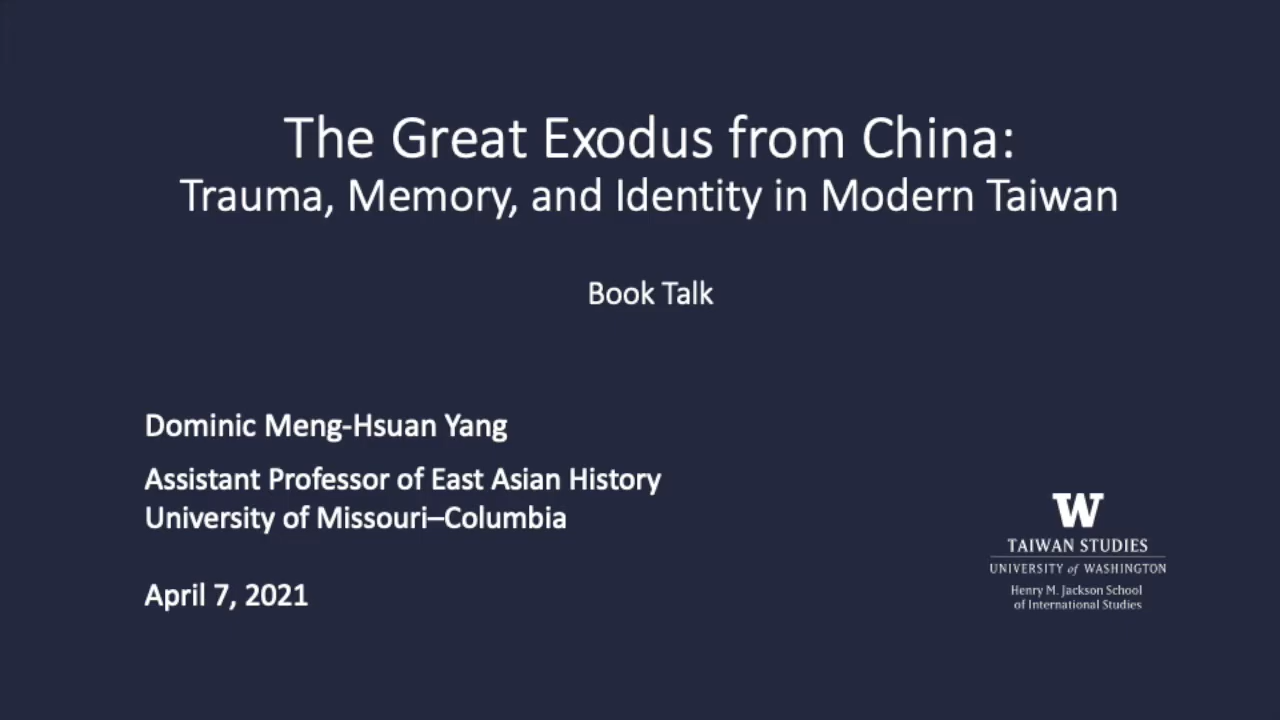 The Great Exodus from China:
Trauma, Memory, and Identity in Modern Taiwan
Book Talk
Dominic Meng-Hsuan Yang
Assistant Professor of East Asian History
University of Missouri–Columbia
April 7, 2021
W
TAIWAN STUDIES
UNIVERSITY of WASHINGTON
Henry M. Jackson School
of International Studies